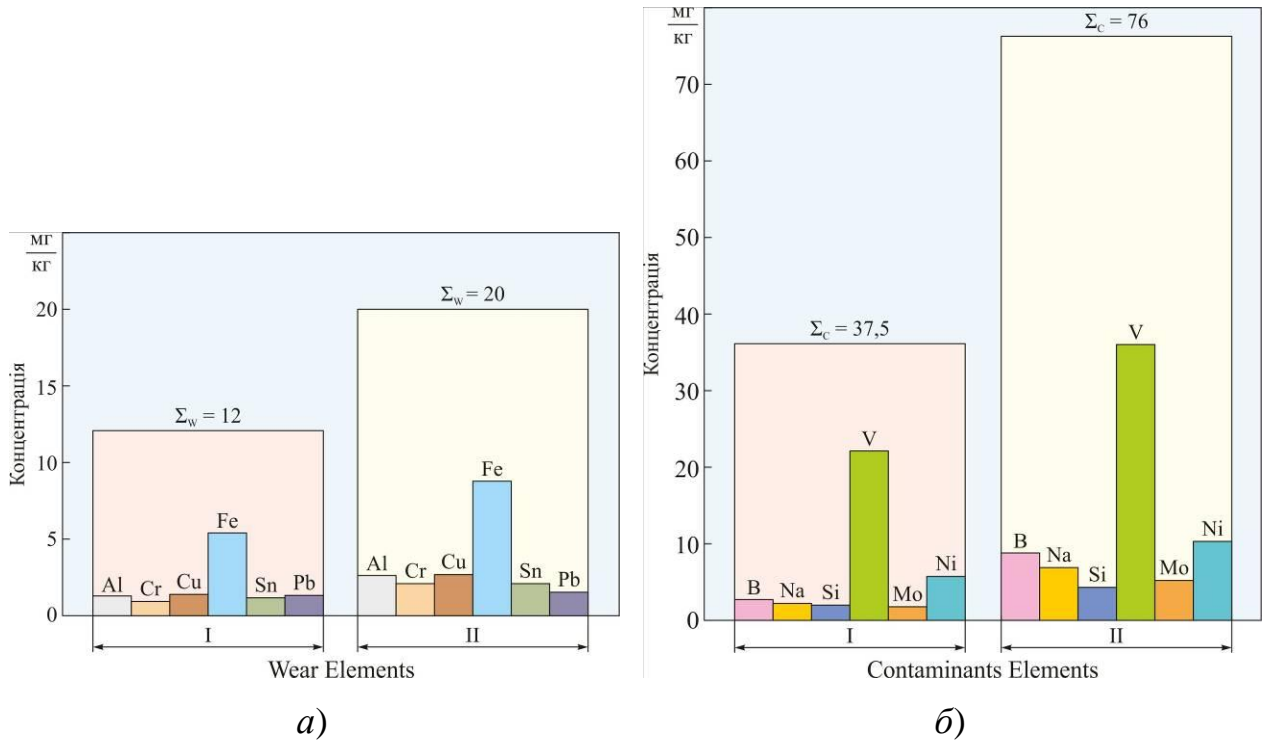 мг
кг
Концентрація
20
15
10
5
0
Σw = 12
Al Cr Cu Fe Sn Pb
Σw = 20
Al Cr Cu Fe Sn Pb
I II
Wear Elements
а)
мг
кг
Концентрація
70
60
50
40
30
20
10
0
Σc = 37,5
B Na Si V Mo Ni
Σc = 76
B Na Si V Mo Ni
I II
Contaminants Elements
б)